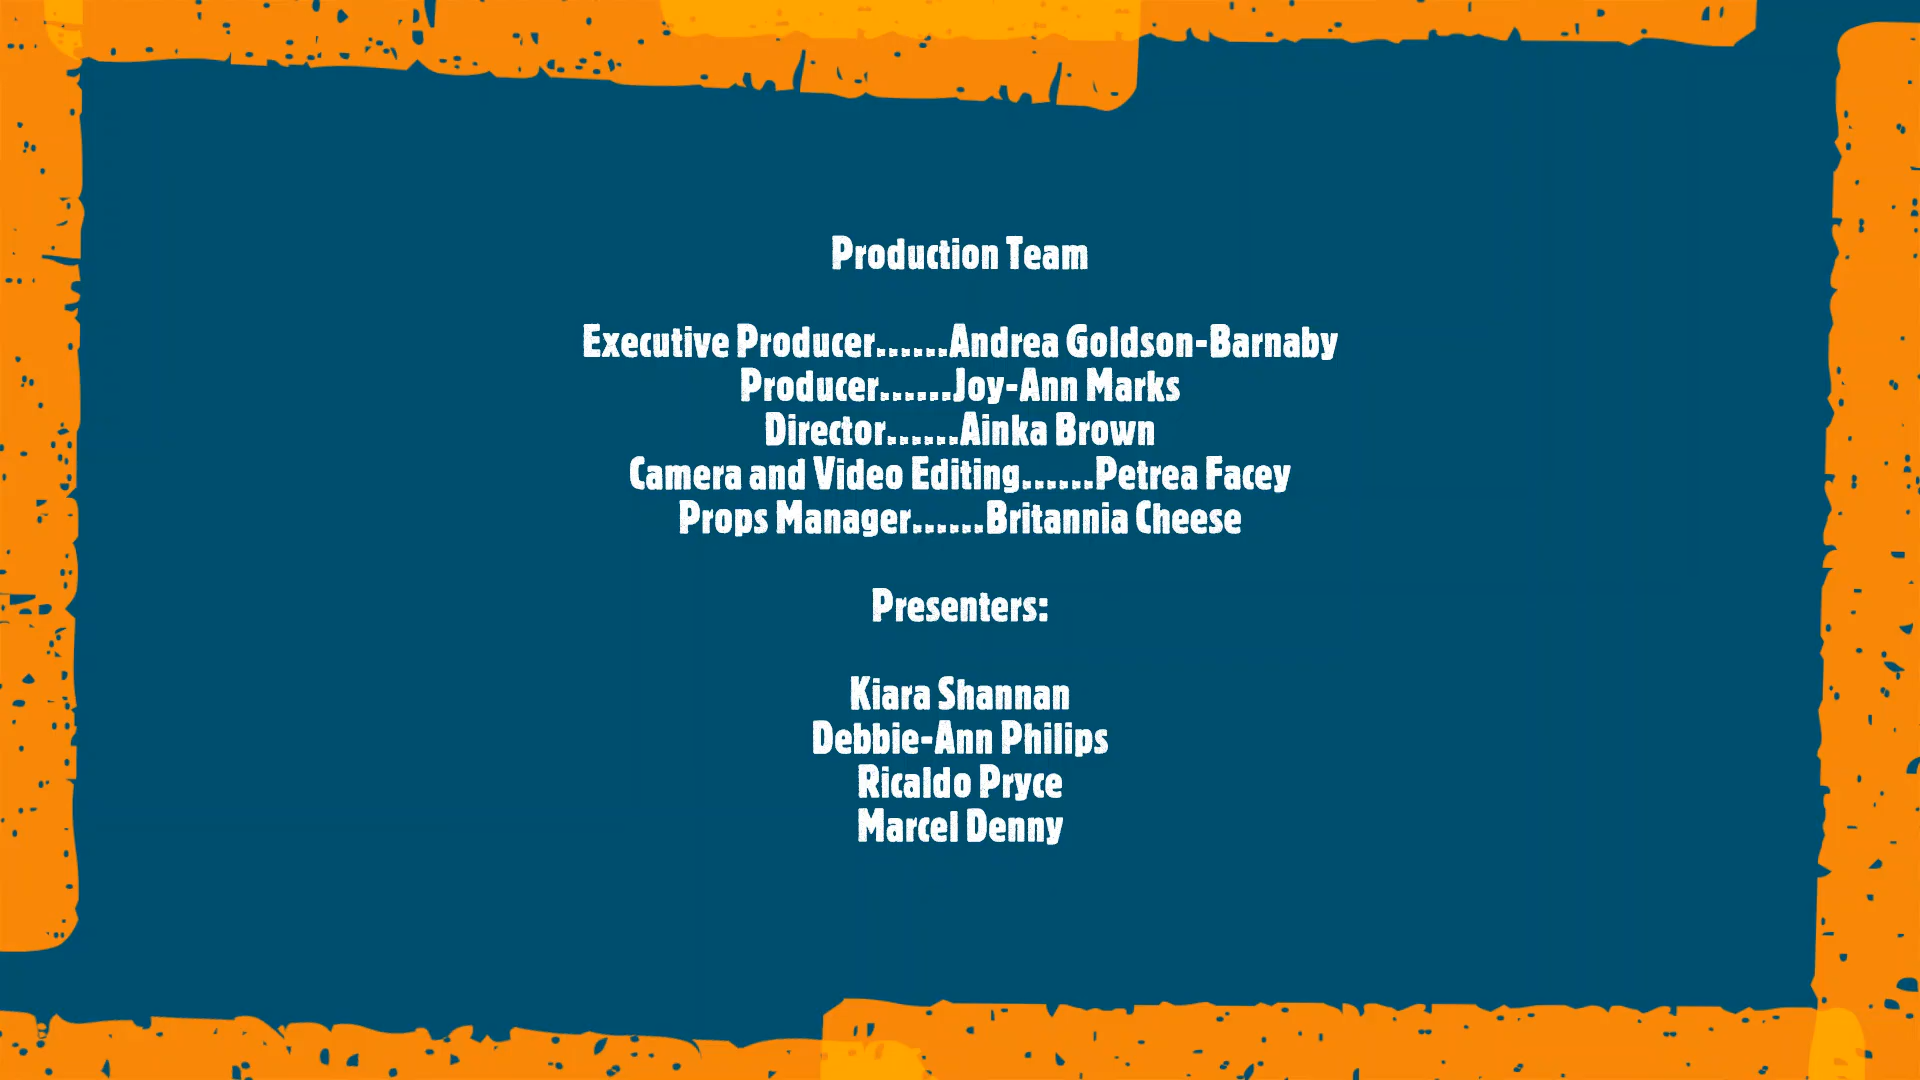 Production Team
Executive Producer......Andrea Goldson-Barnaby
Producer......Joy-Ann Marks
Director......Ainka Brown
Camera and Video Editing......Petrea Facey
Props Manager......Britannia Cheese
Presenters:
Kiara Shannan
Debbie-Ann Philips
Ricaldo Pryce
Marcel Denny